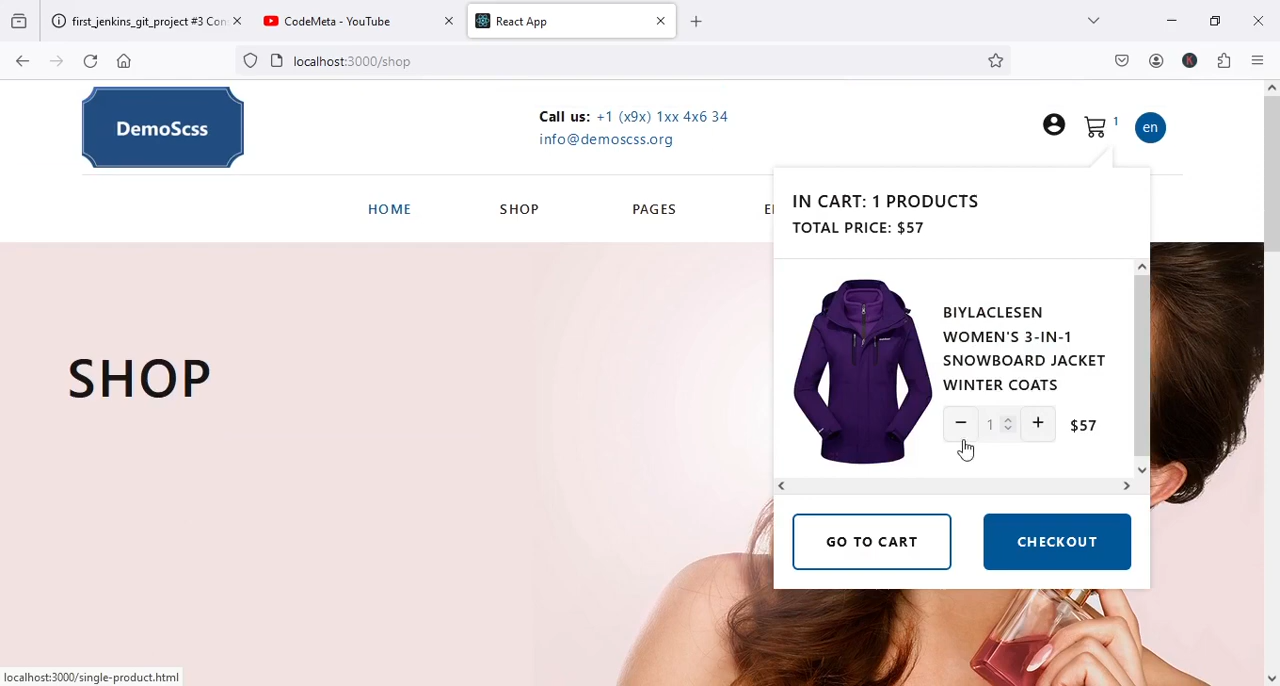 first_jenkins_git_project #3 Con
CodeMeta - YouTube
React App
localhost:3000/shop
K
DemoScss
Call us: +1 (x9x) 1xx 4x6 34
info@demoscss.org
1
en
HOME
SHOP
PAGES
IN CART: 1 PRODUCTS
TOTAL PRICE: $57
SHOP
BIYLACLESEN
WOMEN'S 3-IN-1
SNOWBOARD JACKET
WINTER COATS
− 1 + $57
GO TO CART
CHECKOUT
localhost:3000/single-product.html